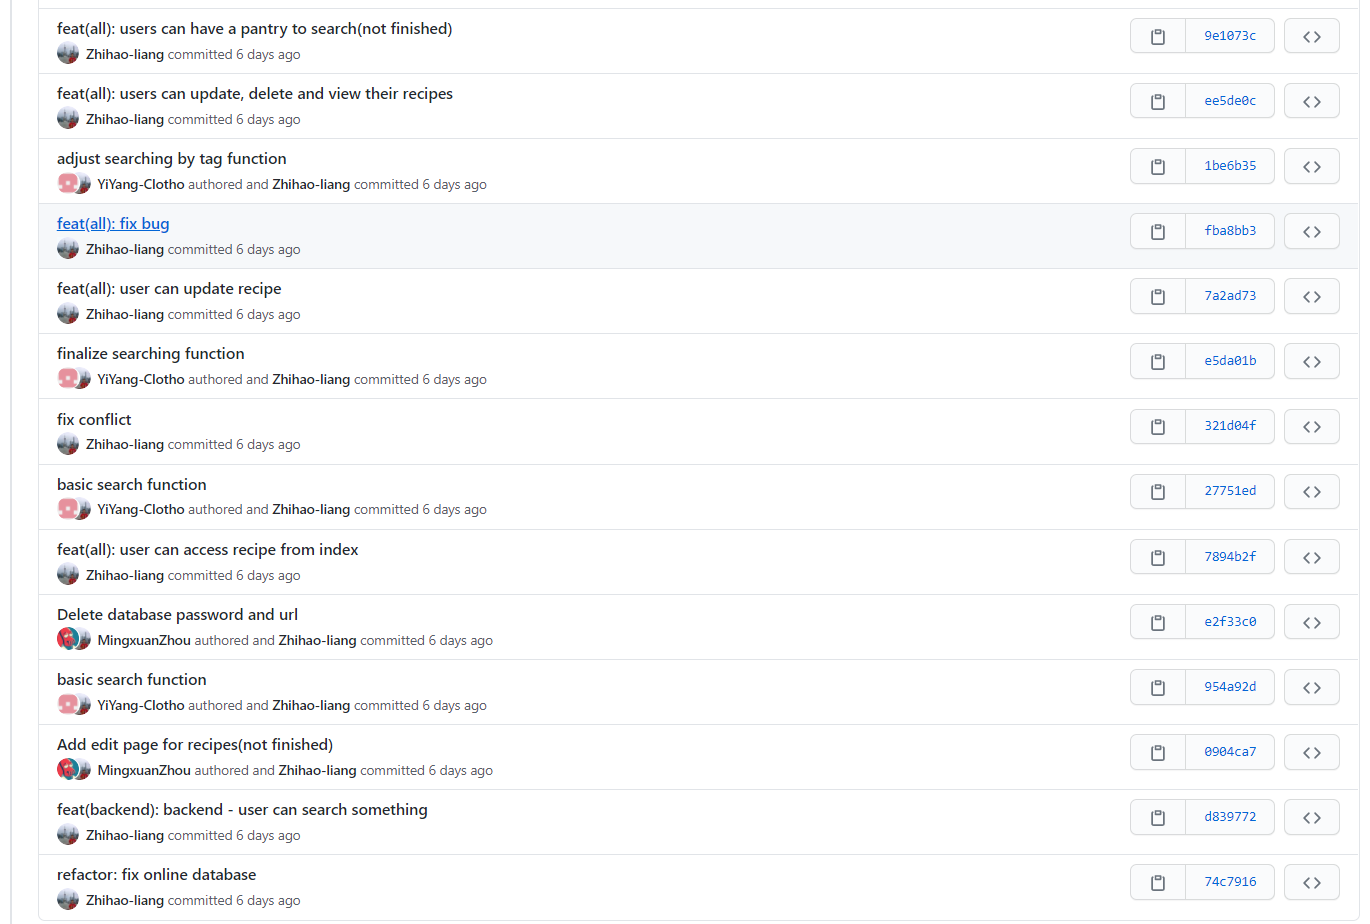 feat(all): users can have a pantry to search(not finished)
Zhihao-liang committed 6 days ago
9e1073c
feat(all): users can update, delete and view their recipes
Zhihao-liang committed 6 days ago
ee5de0c
adjust searching by tag function
YiYang-Clotho authored and Zhihao-liang committed 6 days ago
1be6b35
feat(all): fix bug
Zhihao-liang committed 6 days ago
fba8bb3
feat(all): user can update recipe
Zhihao-liang committed 6 days ago
7a2ad73
finalize searching function
YiYang-Clotho authored and Zhihao-liang committed 6 days ago
e5da01b
fix conflict
Zhihao-liang committed 6 days ago
321d04f
basic search function
YiYang-Clotho authored and Zhihao-liang committed 6 days ago
27751ed
feat(all): user can access recipe from index
Zhihao-liang committed 6 days ago
7894b2f
Delete database password and url
MingxuanZhou authored and Zhihao-liang committed 6 days ago
e2f33c0
basic search function
YiYang-Clotho authored and Zhihao-liang committed 6 days ago
954a92d
Add edit page for recipes(not finished)
MingxuanZhou authored and Zhihao-liang committed 6 days ago
0904ca7
feat(backend): backend - user can search something
Zhihao-liang committed 6 days ago
d839772
refactor: fix online database
Zhihao-liang committed 6 days ago
74c7916